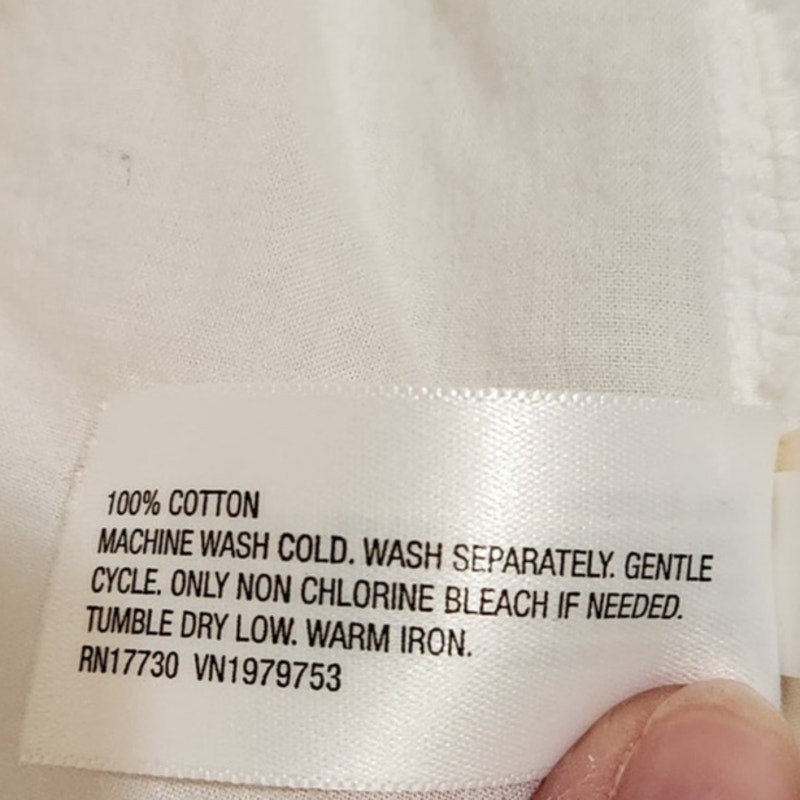 100% COTTON
MACHINE WASH COLD. WASH SEPARATELY. GENTLE
CYCLE. ONLY NON CHLORINE BLEACH IF NEEDED.
TUMBLE DRY LOW. WARM IRON.
RN17730 VN1979753